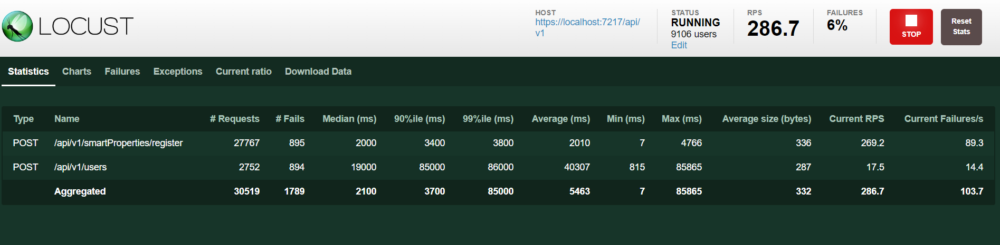 LOCUST
HOST
https://localhost:7217/api/
v1
STATUS
RUNNING
9106 users
Edit
RPS
286.7
FAILURES
6%
STOP
Reset
Stats
Statistics Charts Failures Exceptions Current ratio Download Data
Type Name # Requests # Fails Median (ms) 90%ile (ms) 99%ile (ms) Average (ms) Min (ms) Max (ms) Average size (bytes) Current RPS Current Failures/s
POST /api/v1/smartProperties/register 27767 895 2000 3400 3800 2010 7 4766 336 269.2 89.3
POST /api/v1/users 2752 894 19000 85000 86000 40307 815 85865 287 17.5 14.4
Aggregated 30519 1789 2100 3700 85000 5463 7 85865 332 286.7 103.7